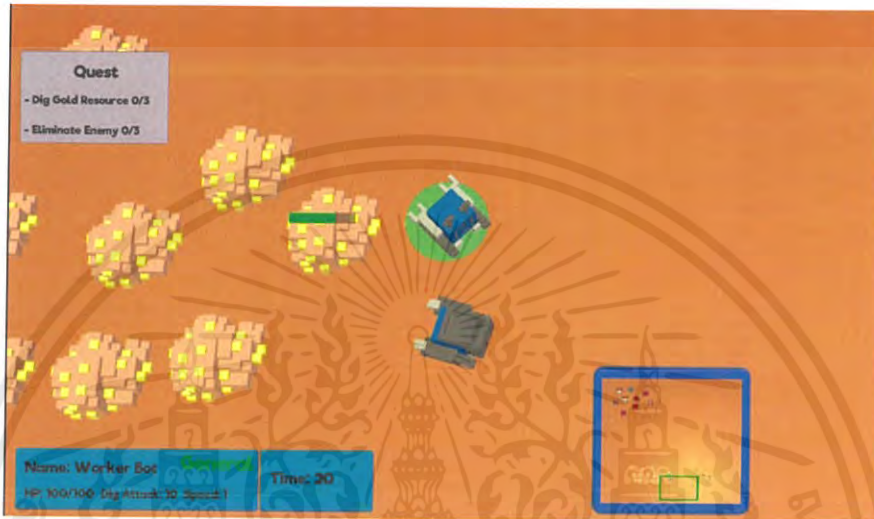 Quest
- Dig Gold Resource 0/3
- Eliminate Enemy 0/3
Name: Worker Bot
HP: 100/100 Dig Attack: 10 Speed: 1
Time: 20